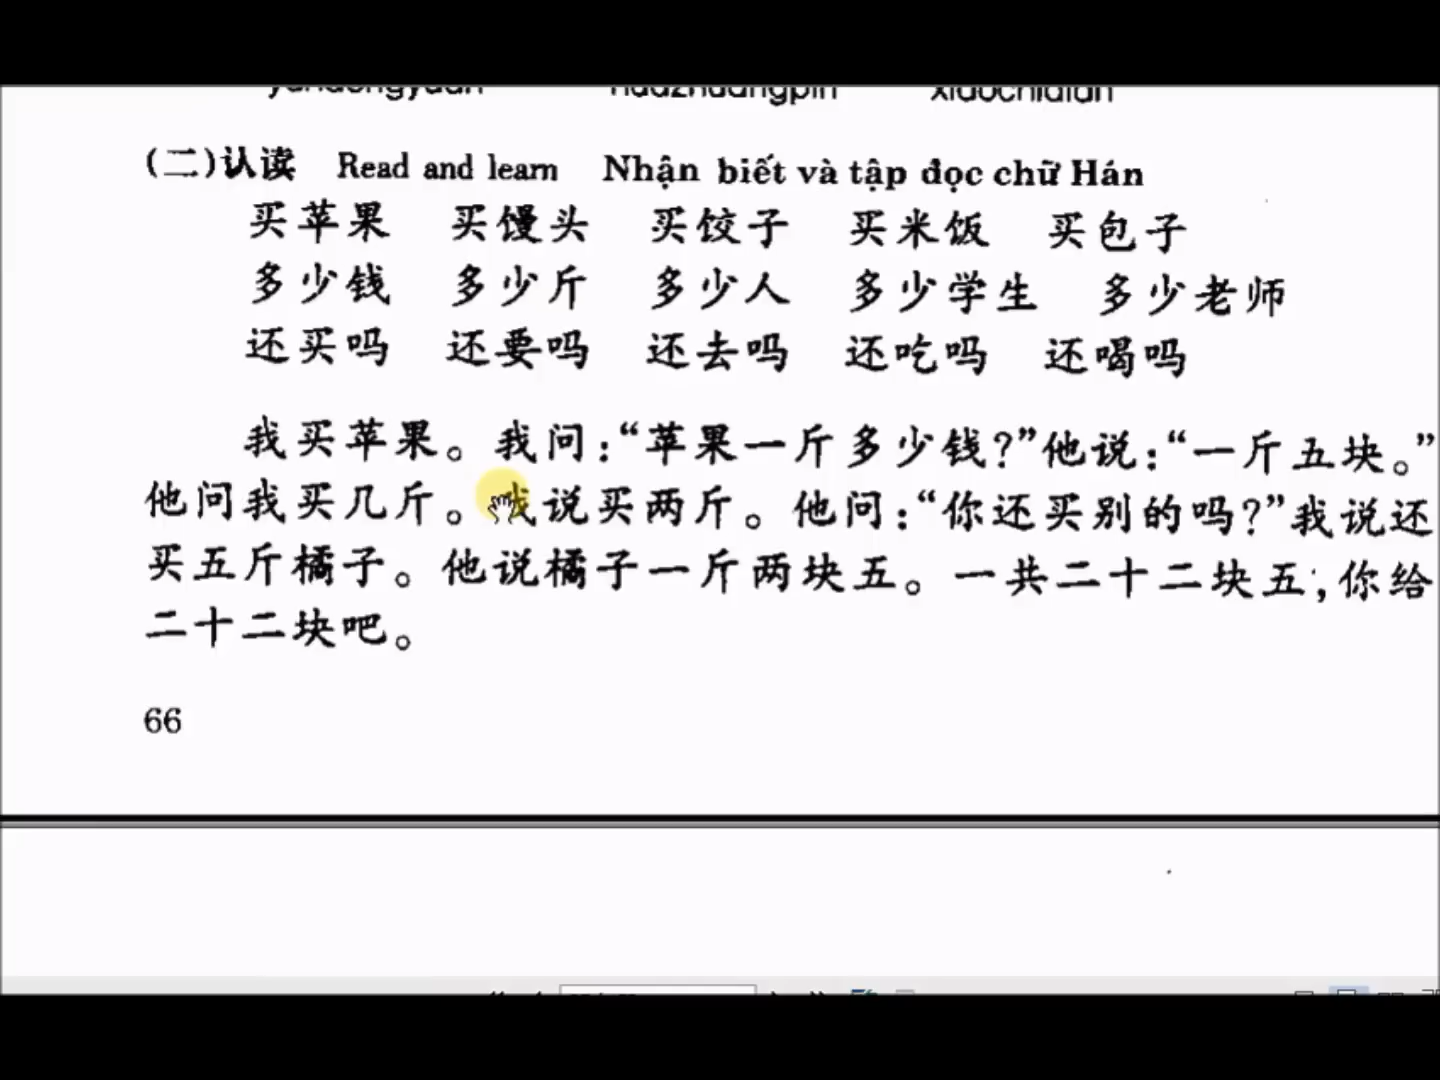 (二)认读 Read and learn Nhận biết và tập đọc chữ Hán
买苹果 买馒头 买饺子 买米饭 买包子
多少钱 多少斤 多少人 多少学生 多少老师
还买吗 还要吗 还去吗 还吃吗 还喝吗
我买苹果。我问:“苹果一斤多少钱?”他说:“一斤五块。”
他问我买几斤。我说买两斤。他问:“你还买别的吗?”我说还
买五斤橘子。他说橘子一斤两块五。一共二十二块五,你给
二十二块吧。
66